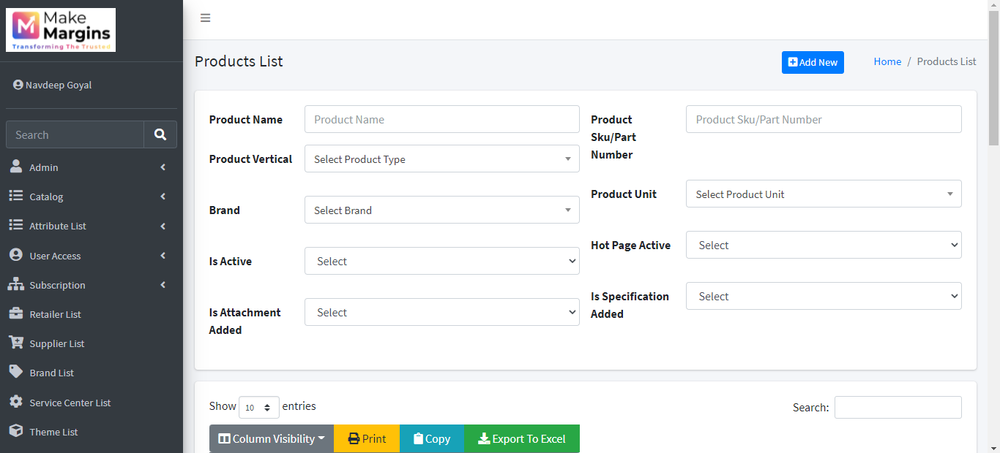 Make
Margins
Transforming The Trusted
Navdeep Goyal
Search
Admin
Catalog
Attribute List
User Access
Subscription
Retailer List
Supplier List
Brand List
Service Center List
Theme List
Products List
Add New
Home / Products List
Product Name
Product Name
Product Vertical
Select Product Type
Brand
Select Brand
Is Active
Select
Is Attachment
Added
Select
Product
Sku/Part
Number
Product Sku/Part Number
Product Unit
Select Product Unit
Hot Page Active
Select
Is Specification
Added
Select
Show 10 entries
Search:
Column Visibility
Print
Copy
Export To Excel